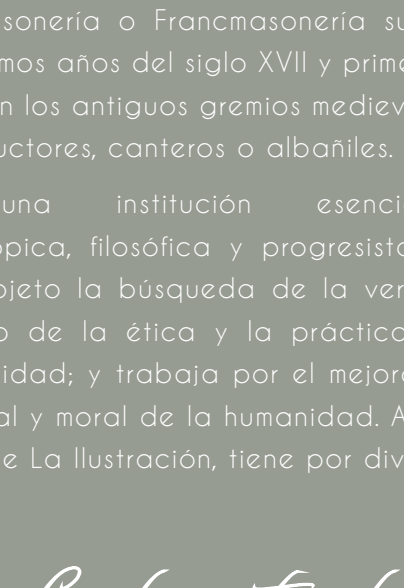 sonería o Francmasonería su
mos años del siglo XVII y prime
n los antiguos gremios mediev
uctores, canteros o albañiles.
una institución esenci
ópica, filosófica y progresista
ojeto la búsqueda de la ver
o de la ética y la práctica
idad; y trabaja por el mejora
al y moral de la humanidad. A
e La Ilustración, tiene por div